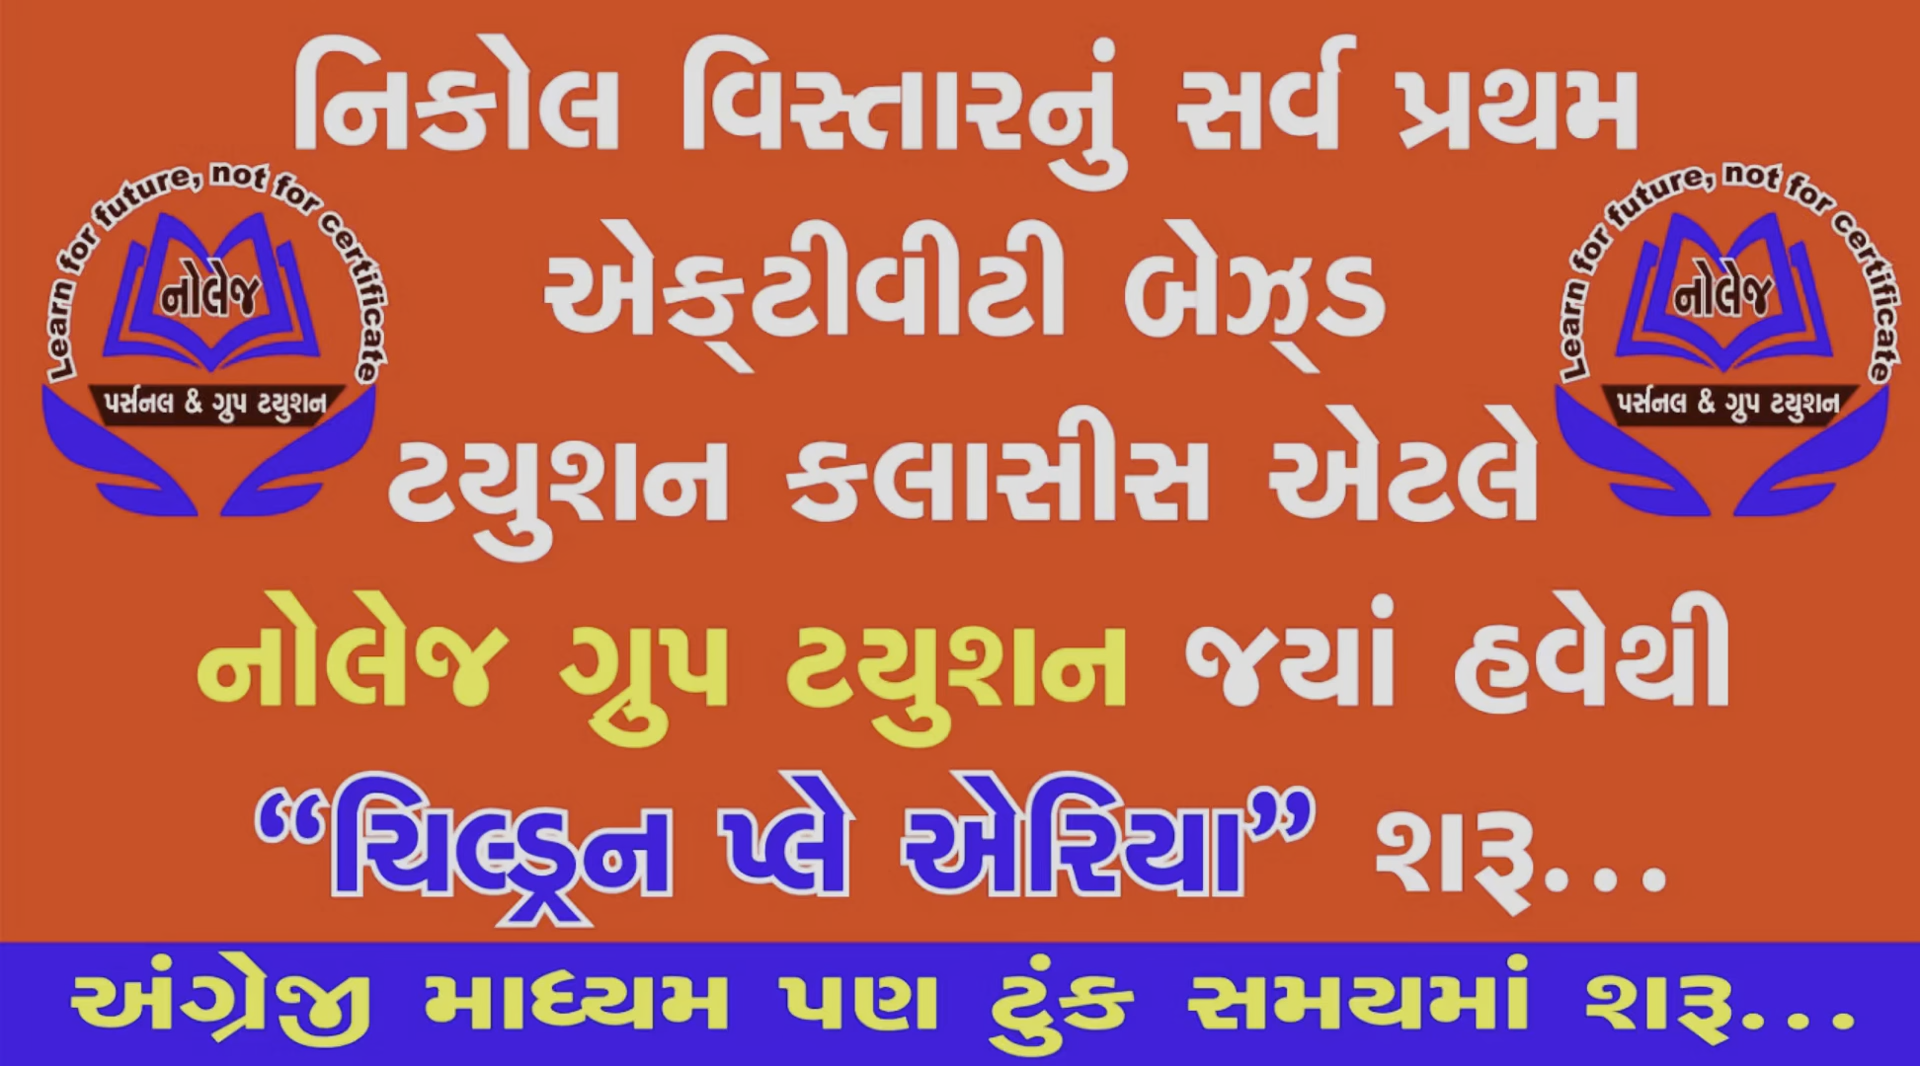 નિકોલ વિસ્તારનું સર્વ પ્રથમ
Learn for future, not for certificate
નોલેજ
પર્સનલ & ગ્રુપ ટયુશન
Learn for future, not for certificate
નોલેજ
પર્સનલ & ગ્રુપ ટયુશન
એક્ટીવીટી બેઝ્ડ
ટયુશન કલાસીસ એટલે
નોલેજ ગ્રુપ ટયુશન જયાં હવેથી
“ચિલ્ડ્રન પ્લે એરિયા” શરૂ...
અંગ્રેજી માધ્યમ પણ ટુંક સમયમાં શરૂ...